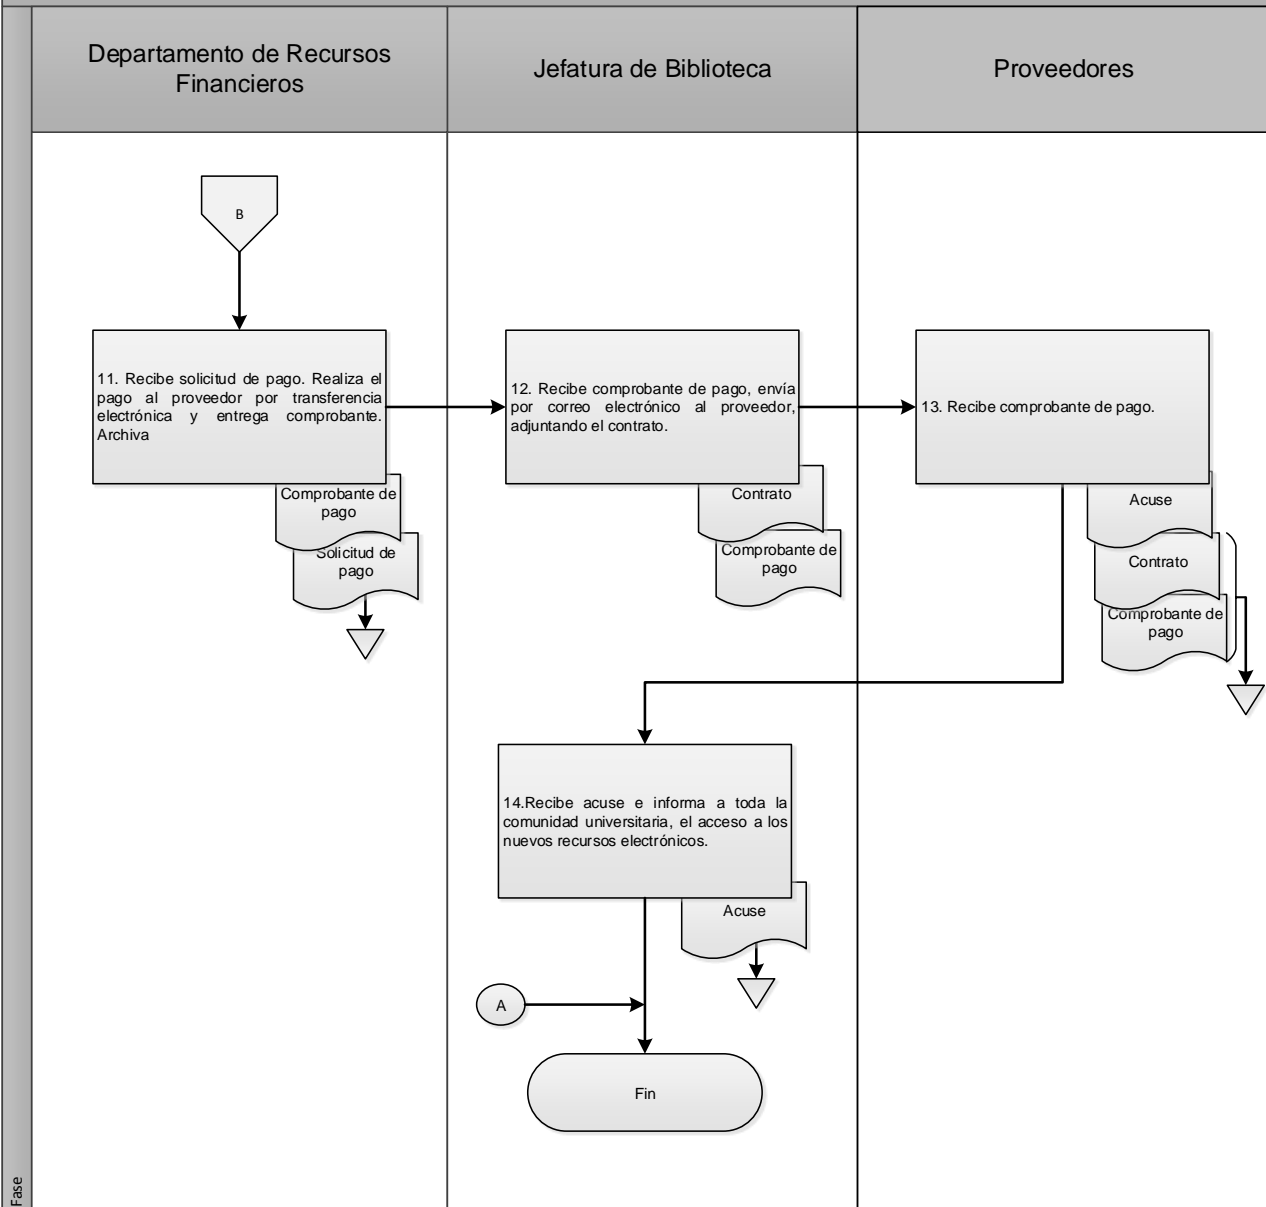 Departamento de Recursos
Financieros
Jefatura de Biblioteca
Proveedores
B
11. Recibe solicitud de pago. Realiza el
pago al proveedor por transferencia
electrónica y entrega comprobante.
Archiva
Comprobante de
pago
Solicitud de
pago
12. Recibe comprobante de pago, envía
por correo electrónico al proveedor,
adjuntando el contrato.
Contrato
Comprobante de
pago
13. Recibe comprobante de pago.
Acuse
Contrato
Comprobante de
pago
14.Recibe acuse e informa a toda la
comunidad universitaria, el acceso a los
nuevos recursos electrónicos.
Acuse
A
Fin
Fase